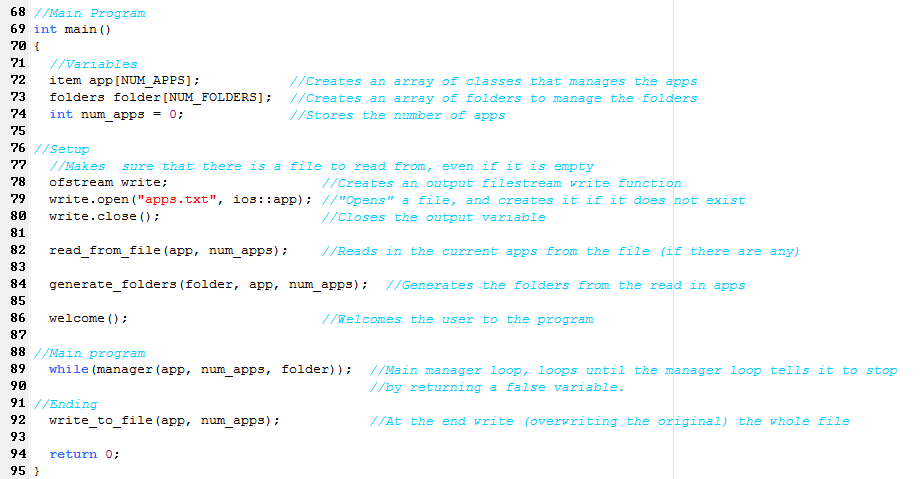 68 //Main Program
69 int main()
70 {
71 //Variables
72 item app[NUM_APPS]; //Creates an array of classes that manages the apps
73 folders folder[NUM_FOLDERS]; //Creates an array of folders to manage the folders
74 int num_apps = 0; //Stores the number of apps
75
76 //Setup
77 //Makes  sure that there is a file to read from, even if it is empty
78 ofstream write; //Creates an output filestream write function
79 write.open("apps.txt", ios::app); //"Opens" a file, and creates it if it does not exist
80 write.close(); //Closes the output variable
81
82 read_from_file(app, num_apps); //Reads in the current apps from the file (if there are any)
83
84 generate_folders(folder, app, num_apps); //Generates the folders from the read in apps
85
86 welcome(); //Welcomes the user to the program
87
88 //Main program
89 while(manager(app, num_apps, folder)); //Main manager loop, loops until the manager loop tells it to stop
90 //by returning a false variable.
91 //Ending
92 write_to_file(app, num_apps); //At the end write (overwriting the original) the whole file
93
94 return 0;
95 }